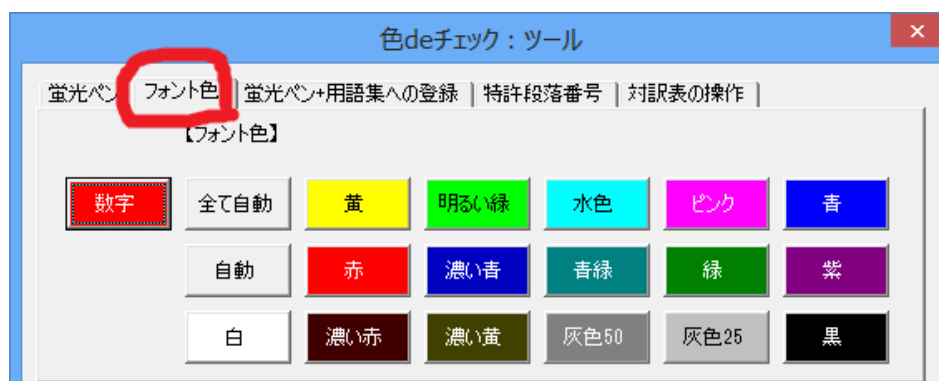 色deチェック：ツール
蛍光ペン フォント色 蛍光ペン+用語集への登録 特許段落番号 対訳表の操作
【フォント色】
数字 全て自動 黄 明るい緑 水色 ピンク 青
自動 赤 濃い青 青緑 緑 紫
白 濃い赤 濃い黄 灰色50 灰色25 黒